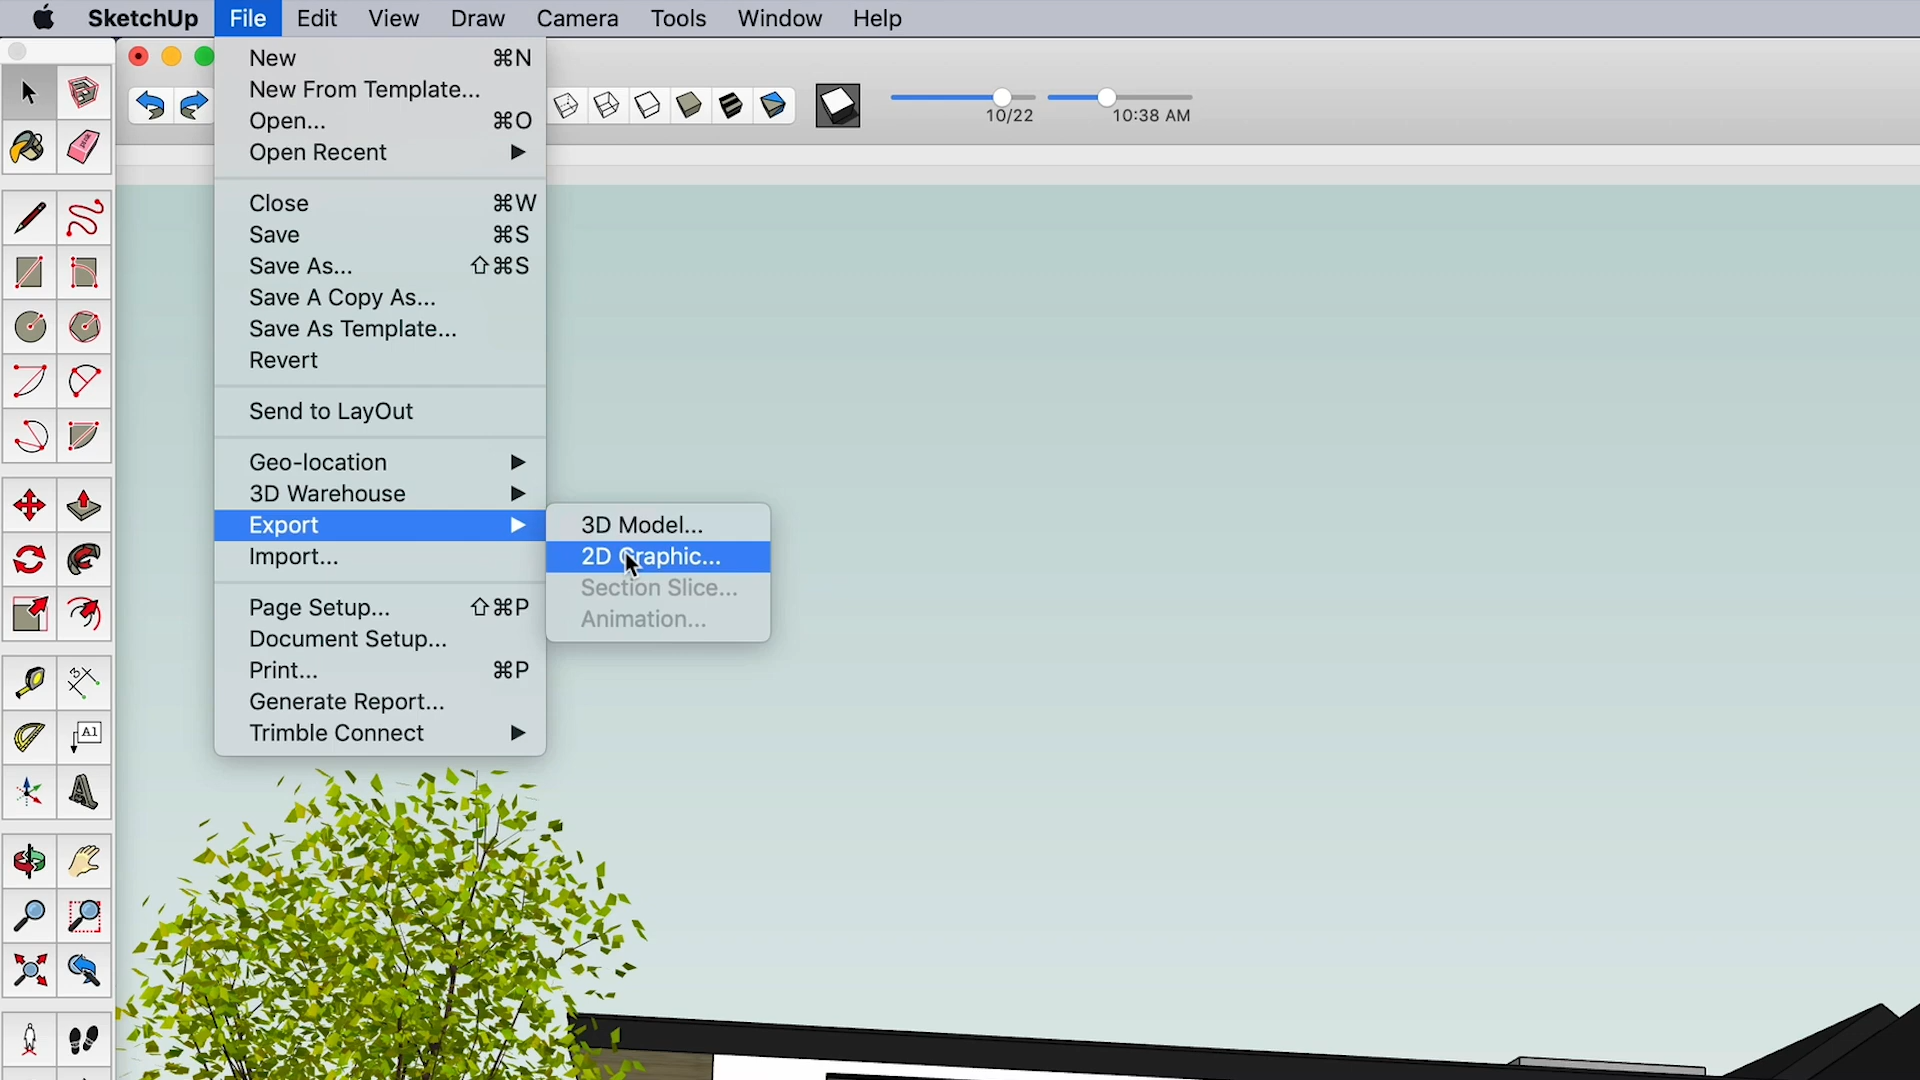 SketchUp File Edit View Draw Camera Tools Window Help
New ⌘N
New From Template...
Open... ⌘O
Open Recent
Close ⌘W
Save ⌘S
Save As... ⇧⌘S
Save A Copy As...
Save As Template...
Revert
Send to LayOut
Geo-location
3D Warehouse
Export
Import...
Page Setup... ⇧⌘P
Document Setup...
Print... ⌘P
Generate Report...
Trimble Connect
3D Model...
2D Graphic...
Section Slice...
Animation...
10/22 10:38 AM
A1